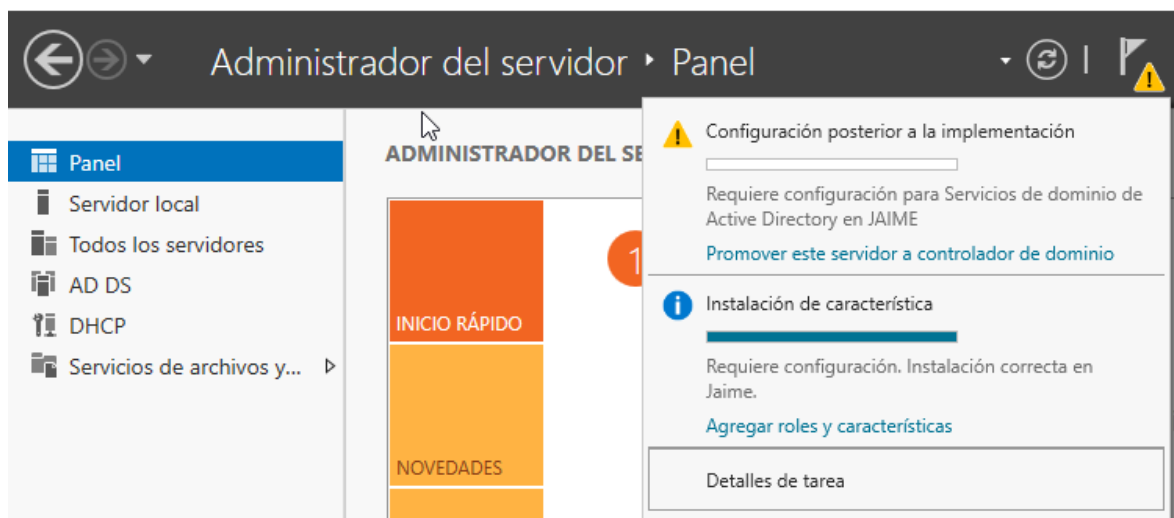 Administrador del servidor ‣ Panel
Panel
Servidor local
Todos los servidores
AD DS
DHCP
Servicios de archivos y...
ADMINISTRADOR DEL SE
1
INICIO RÁPIDO
NOVEDADES
Configuración posterior a la implementación
Requiere configuración para Servicios de dominio de
Active Directory en JAIME
Promover este servidor a controlador de dominio
Instalación de característica
Requiere configuración. Instalación correcta en
Jaime.
Agregar roles y características
Detalles de tarea